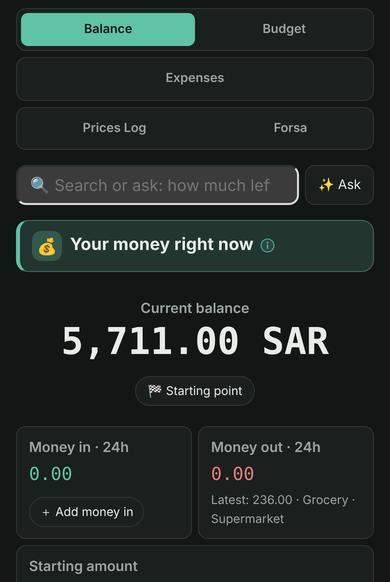 Balance
Budget
Expenses
Prices Log
Forsa
🔍 Search or ask: how much lef
✨ Ask
💰 Your money right now ⓘ
Current balance
5,711.00 SAR
🏁 Starting point
Money in · 24h
0.00
+ Add money in
Money out · 24h
0.00
Latest: 236.00 · Grocery ·
Supermarket
Starting amount